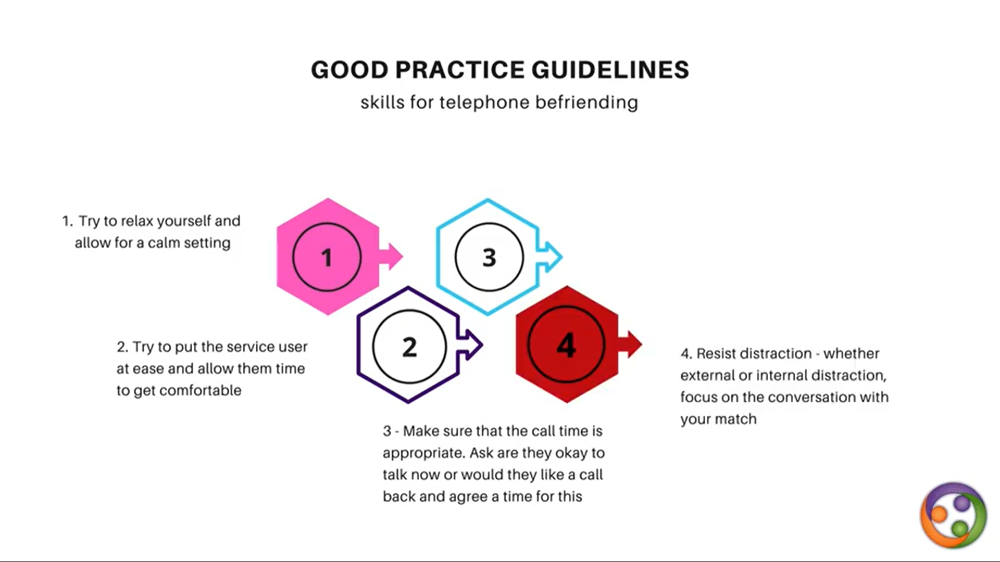 GOOD PRACTICE GUIDELINES
skills for telephone befriending
1. Try to relax yourself and
allow for a calm setting
1
3
2
4
2. Try to put the service user
at ease and allow them time
to get comfortable
3 - Make sure that the call time is
appropriate. Ask are they okay to
talk now or would they like a call
back and agree a time for this
4. Resist distraction - whether
external or internal distraction,
focus on the conversation with
your match